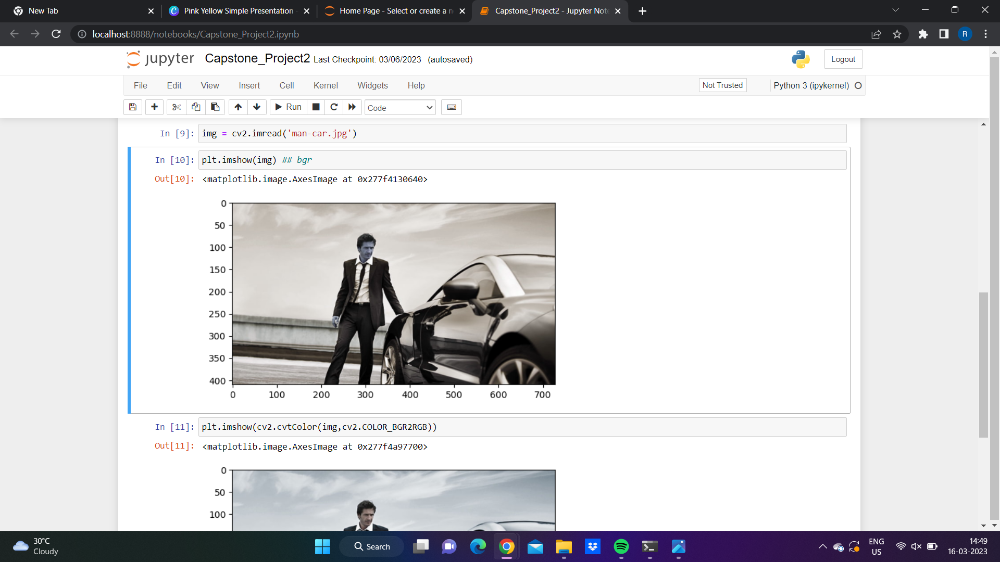 New Tab
Pink Yellow Simple Presentation -
Home Page - Select or create a n
Capstone_Project2 - Jupyter Note
localhost:8888/notebooks/Capstone_Project2.ipynb
R
jupyter Capstone_Project2 Last Checkpoint: 03/06/2023 (autosaved)
Logout
File Edit View Insert Cell Kernel Widgets Help
Not Trusted
Python 3 (ipykernel)
Run
Code
In [9]: img = cv2.imread('man-car.jpg')
In [10]: plt.imshow(img) ## bgr
Out[10]: <matplotlib.image.AxesImage at 0x277f4130640>
0
50
100
150
200
250
300
350
400
0 100 200 300 400 500 600 700
In [11]: plt.imshow(cv2.cvtColor(img,cv2.COLOR_BGR2RGB))
Out[11]: <matplotlib.image.AxesImage at 0x277f4a97700>
0
50
100
30°C
Cloudy
Search
ENG
US
14:49
16-03-2023